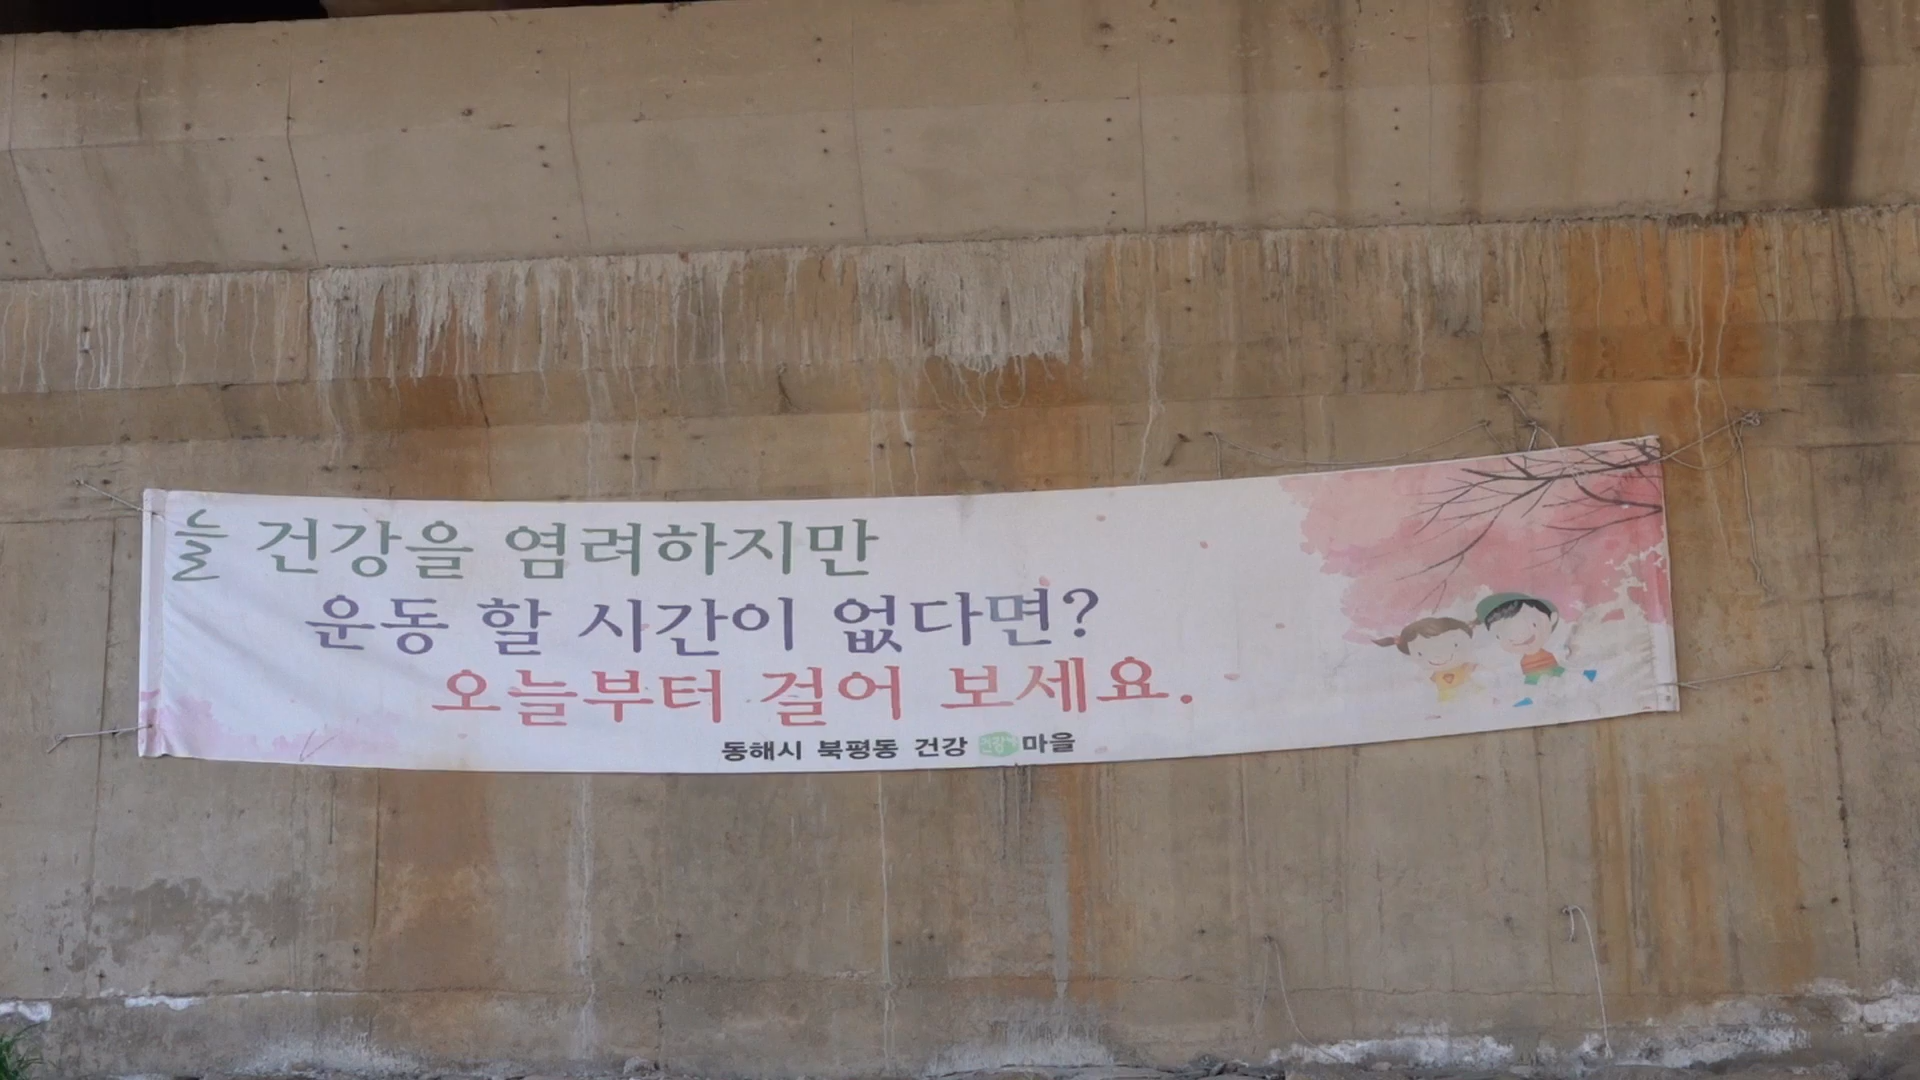 늘 건강을 염려하지만
운동 할 시간이 없다면?
오늘부터 걸어 보세요.
동해시 북평동 건강 마을